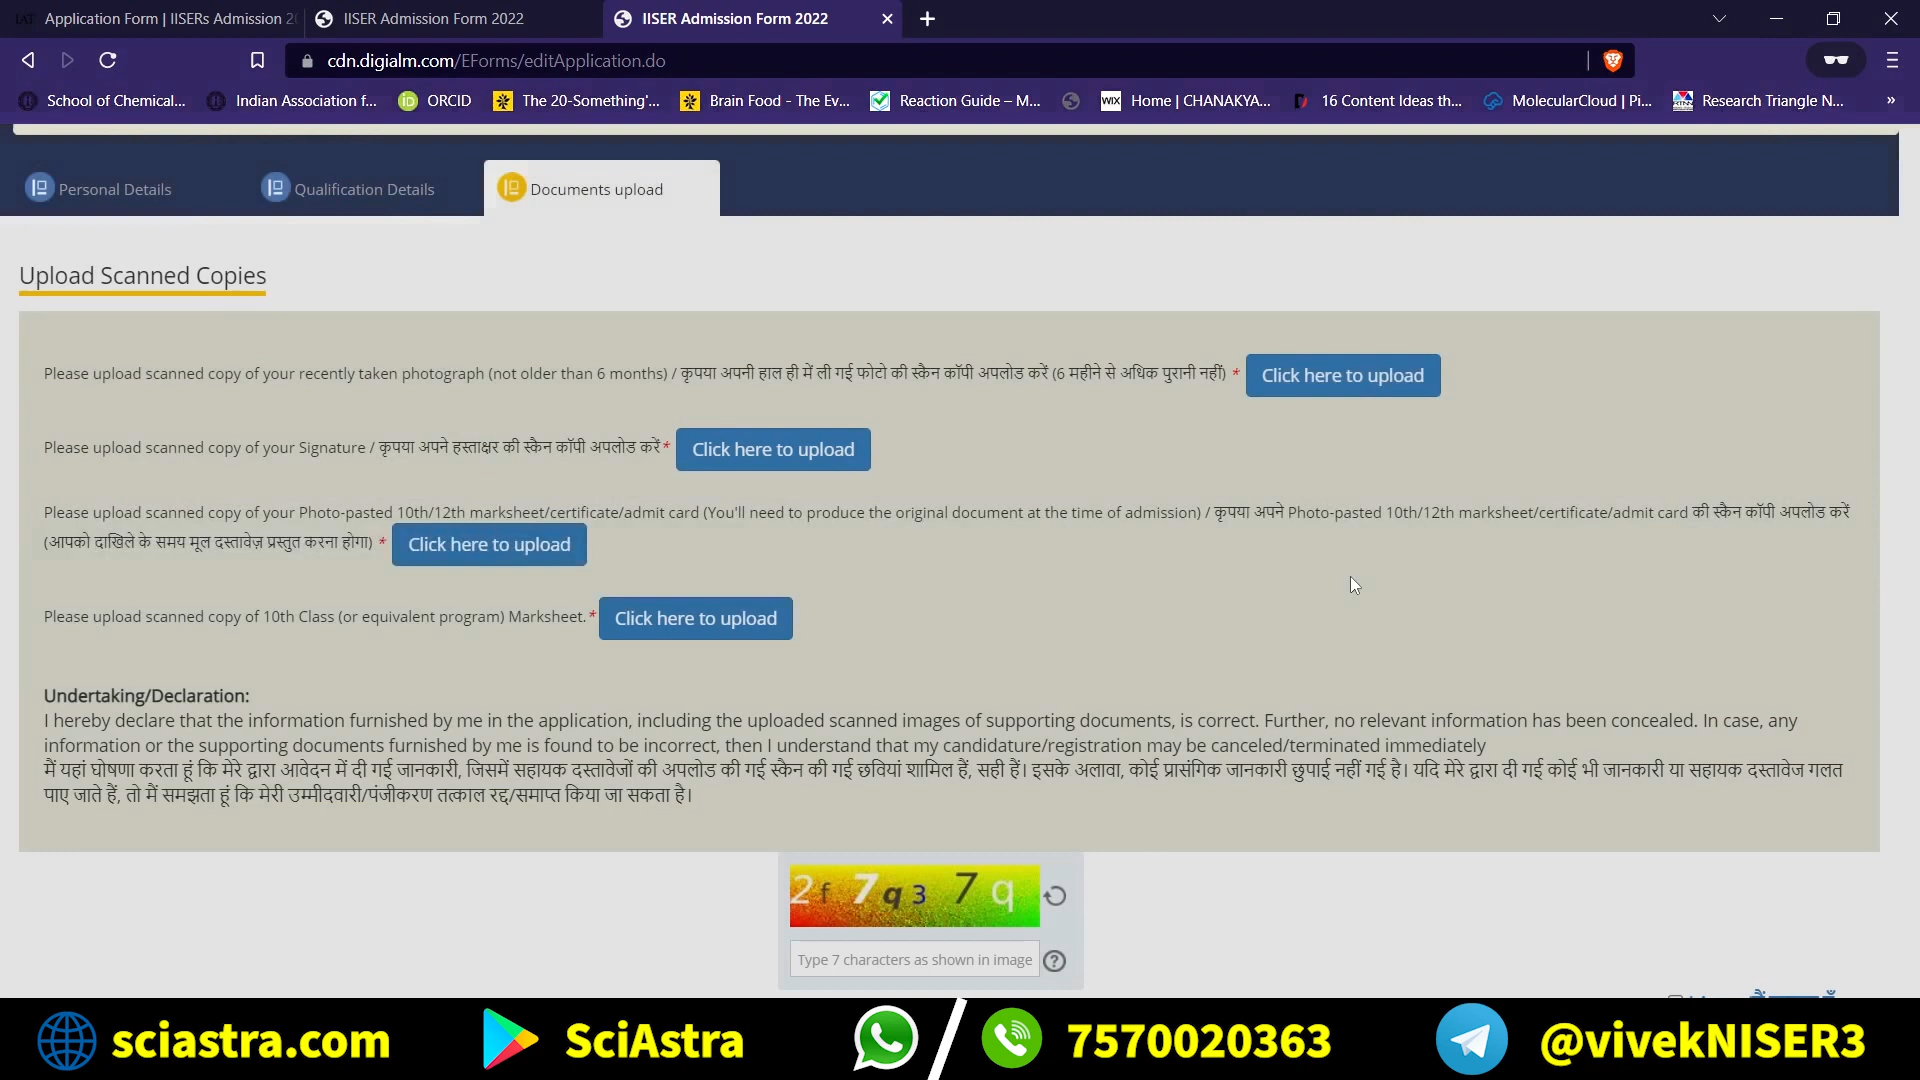 IAT Application Form | IISERs Admission 2
IISER Admission Form 2022
IISER Admission Form 2022
cdn.digialm.com/EForms/editApplication.do
School of Chemical...
Indian Association f...
iD ORCID
The 20-Something'...
Brain Food - The Ev...
Reaction Guide – M...
WIX Home | CHANAKYA...
16 Content Ideas th...
MolecularCloud | Pi...
Research Triangle N...
»
Personal Details
Qualification Details
Documents upload
Upload Scanned Copies
Please upload scanned copy of your recently taken photograph (not older than 6 months) / कृपया अपनी हाल ही में ली गई फोटो की स्कैन कॉपी अपलोड करें (6 महीने से अधिक पुरानी नहीं) * Click here to upload
Please upload scanned copy of your Signature / कृपया अपने हस्ताक्षर की स्कैन कॉपी अपलोड करें* Click here to upload
Please upload scanned copy of your Photo-pasted 10th/12th marksheet/certificate/admit card (You'll need to produce the original document at the time of admission) / कृपया अपने Photo-pasted 10th/12th marksheet/certificate/admit card की स्कैन कॉपी अपलोड करें
(आपको दाखिले के समय मूल दस्तावेज़ प्रस्तुत करना होगा) * Click here to upload
Please upload scanned copy of 10th Class (or equivalent program) Marksheet.* Click here to upload
Undertaking/Declaration:
I hereby declare that the information furnished by me in the application, including the uploaded scanned images of supporting documents, is correct. Further, no relevant information has been concealed. In case, any
information or the supporting documents furnished by me is found to be incorrect, then I understand that my candidature/registration may be canceled/terminated immediately
मैं यहां घोषणा करता हूं कि मेरे द्वारा आवेदन में दी गई जानकारी, जिसमें सहायक दस्तावेजों की अपलोड की गई स्कैन की गई छवियां शामिल हैं, सही हैं। इसके अलावा, कोई प्रासंगिक जानकारी छुपाई नहीं गई है। यदि मेरे द्वारा दी गई कोई भी जानकारी या सहायक दस्तावेज गलत
पाए जाते हैं, तो मैं समझता हूं कि मेरी उम्मीदवारी/पंजीकरण तत्काल रद्द/समाप्त किया जा सकता है।
2f7q37q
Type 7 characters as shown in image
sciastra.com
SciAstra
7570020363
@vivekNISER3